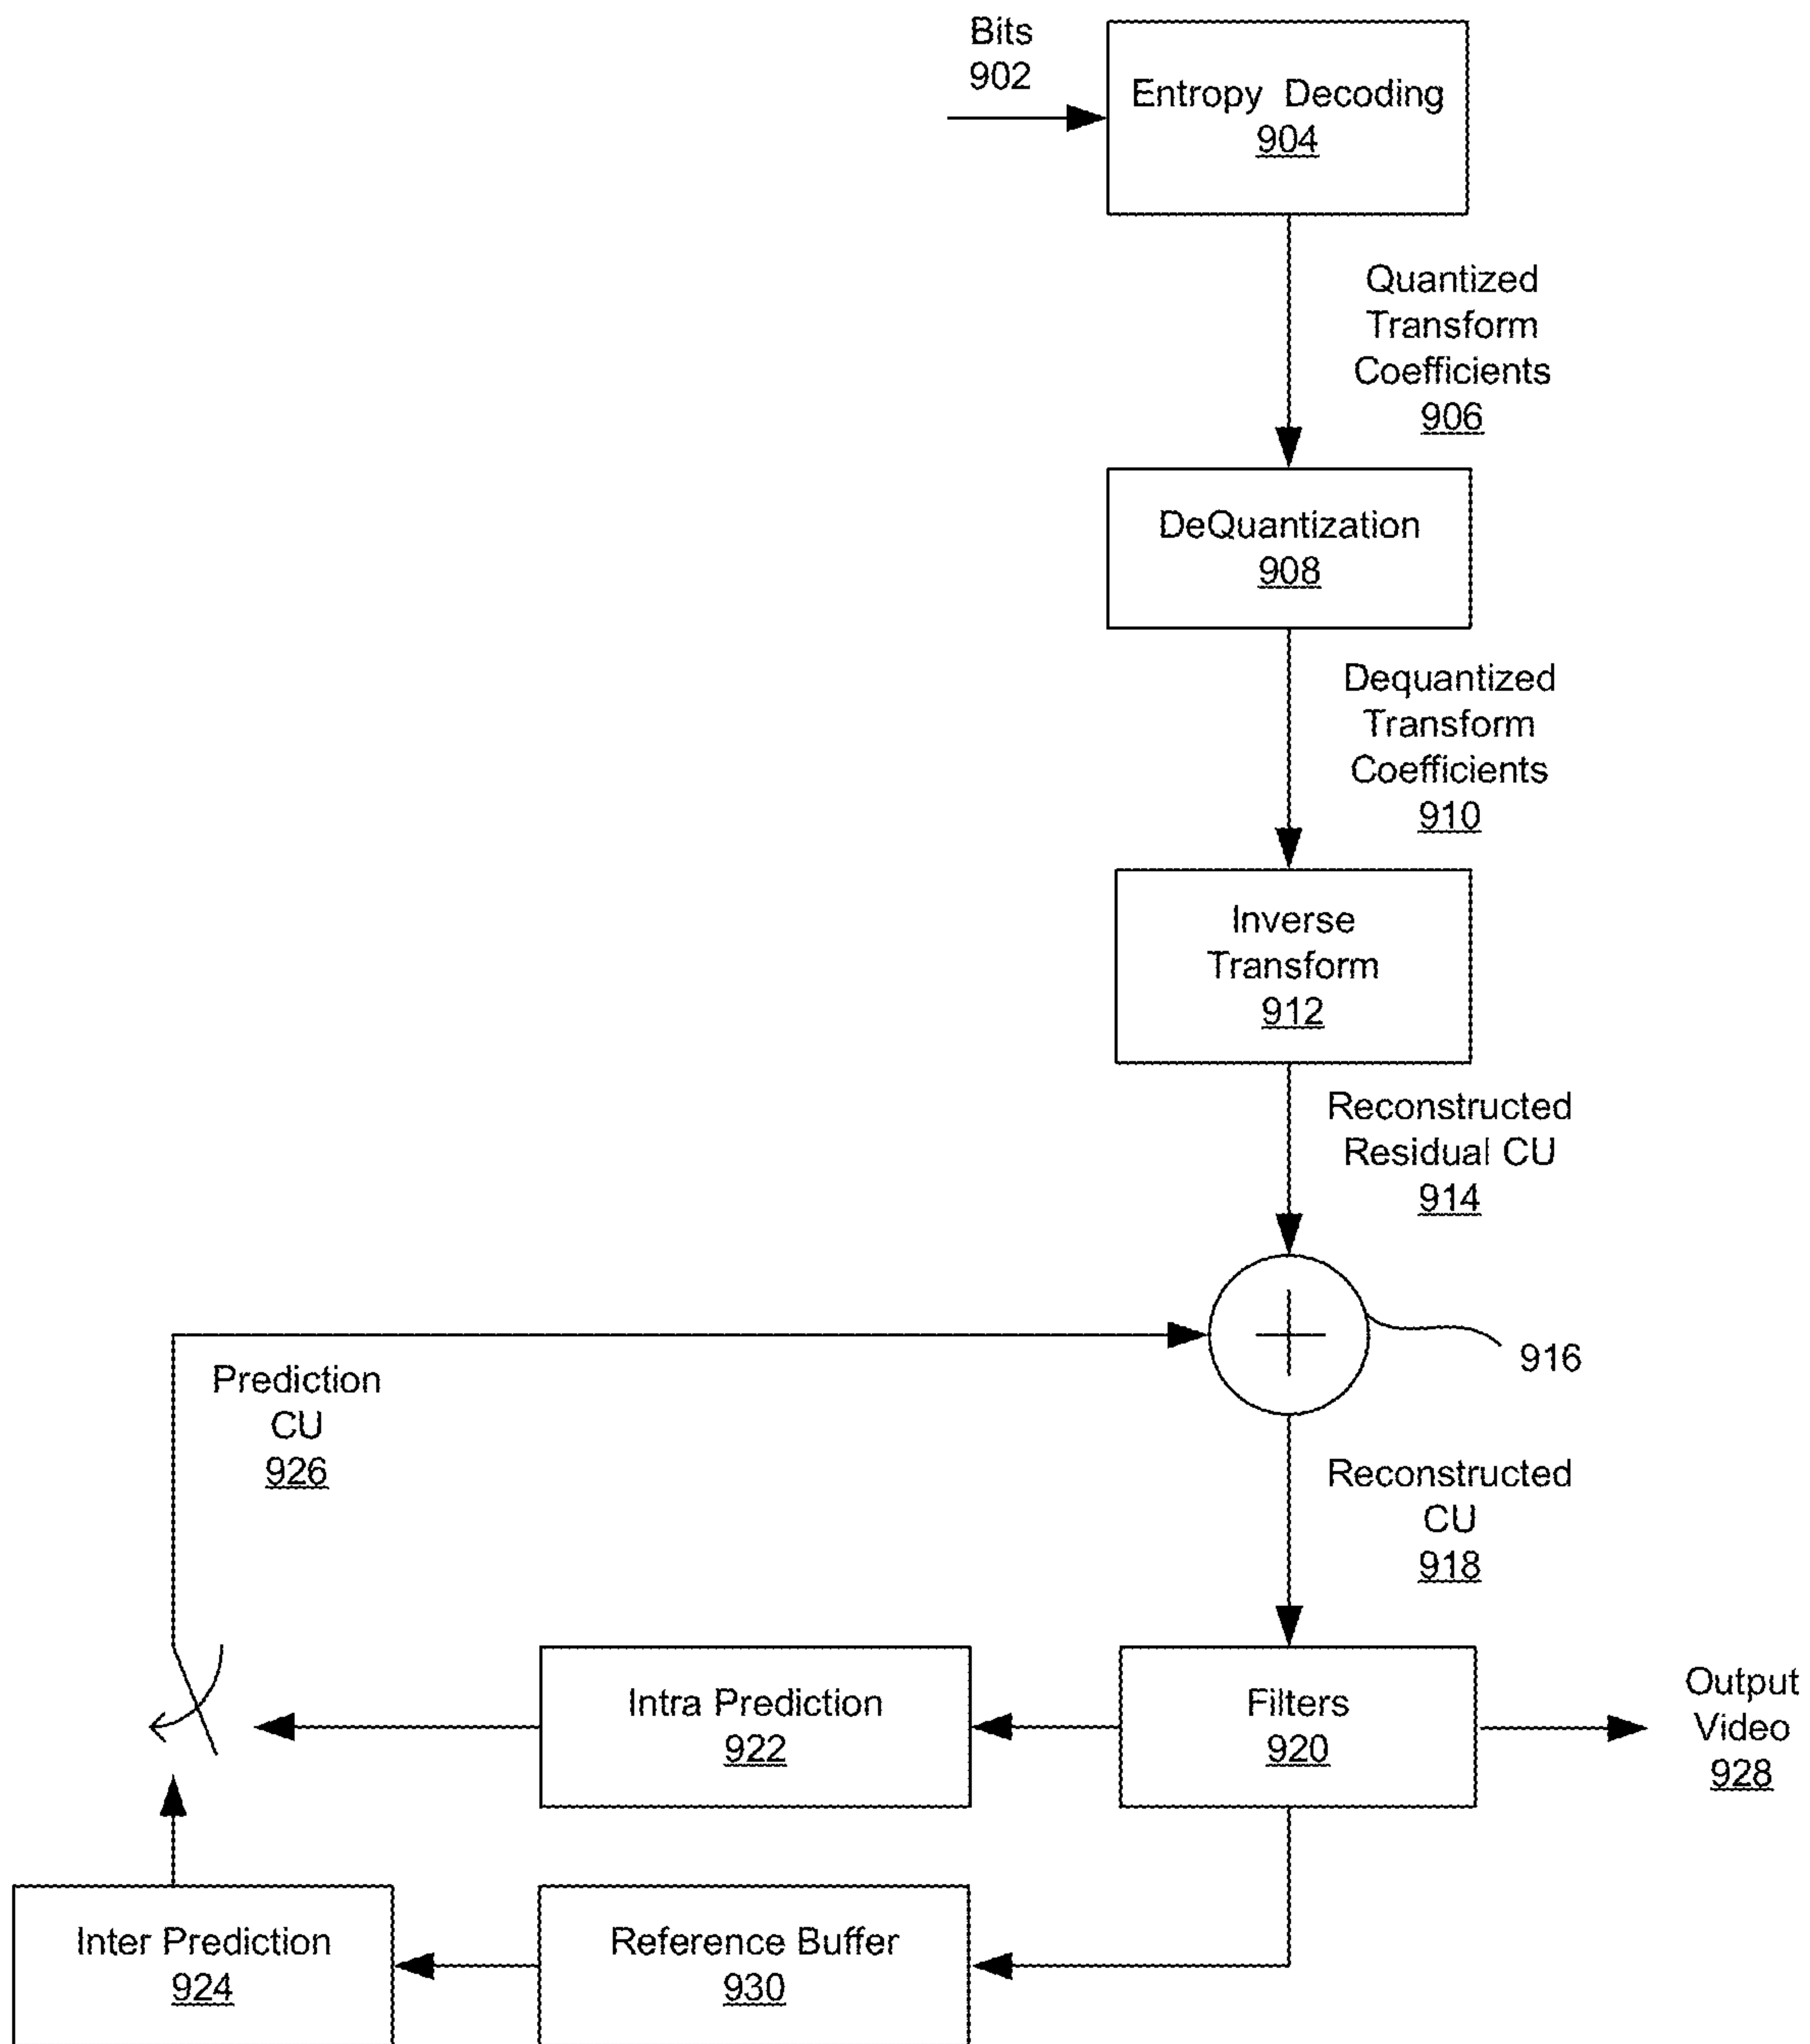 Bits
902
Entropy Decoding
904
Quantized
Transform
Coefficients
906
DeQuantization
908
Dequantized
Transform
Coefficients
910
Inverse
Transform
912
Reconstructed
Residual CU
914
916
Prediction
CU
926
Reconstructed
CU
918
Intra Prediction
922
Filters
920
Output
Video
928
Inter Prediction
924
Reference Buffer
930